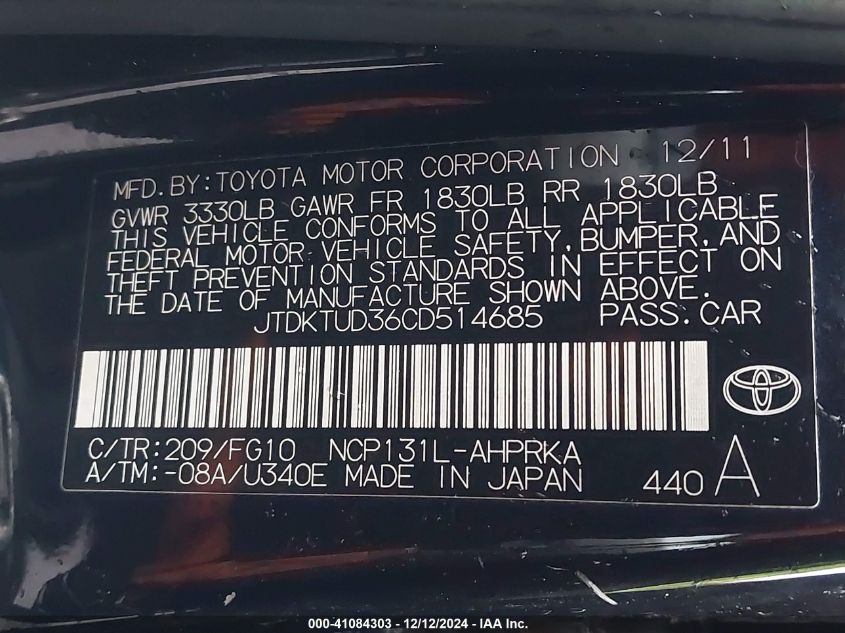 MFD. BY: TOYOTA MOTOR CORPORATION 12/11
GVWR 3330LB GAWR FR 1830LB RR 1830LB
THIS VEHICLE CONFORMS TO ALL APPLICABLE
FEDERAL MOTOR VEHICLE SAFETY, BUMPER, AND
THEFT PREVENTION STANDARDS IN EFFECT ON
THE DATE OF MANUFACTURE SHOWN ABOVE.
JTDKTUD36CD514685 PASS. CAR
C/TR: 209/FG10 NCP131L-AHPRKA
A/TM: -08A/U340E MADE IN JAPAN 440 A
000-41084303 - 12/12/2024 - IAA Inc.